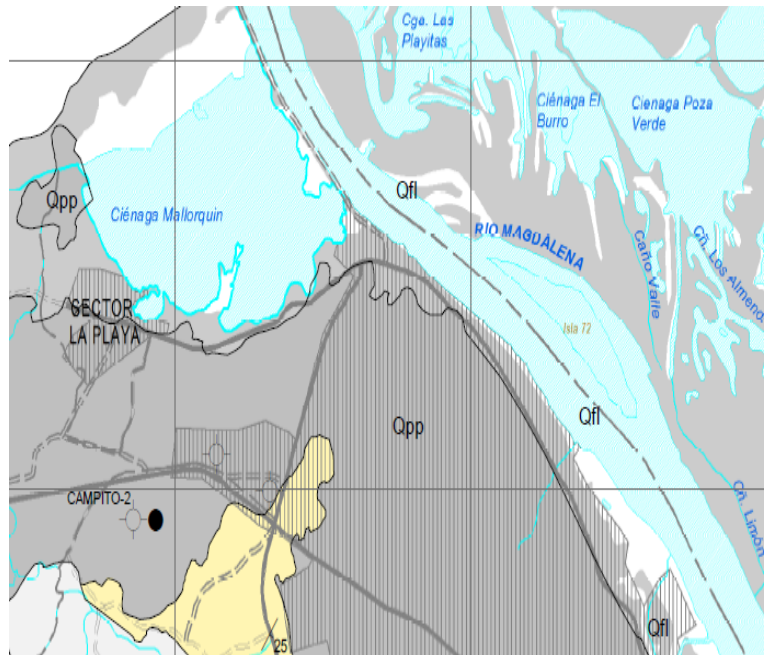 Cga. Las
Playitas
Ciénaga El
Burro
Cienaga Poza
Verde
Qpp
Qfl
Ciénaga Mallorquin
RIO MAGDALENA
Caño Valle
Cñ. Los Almend
SECTOR
LA PLAYA
Isla 72
Qpp
Qfl
CAMPITO-2
Cñ. Limón
25
Qfl